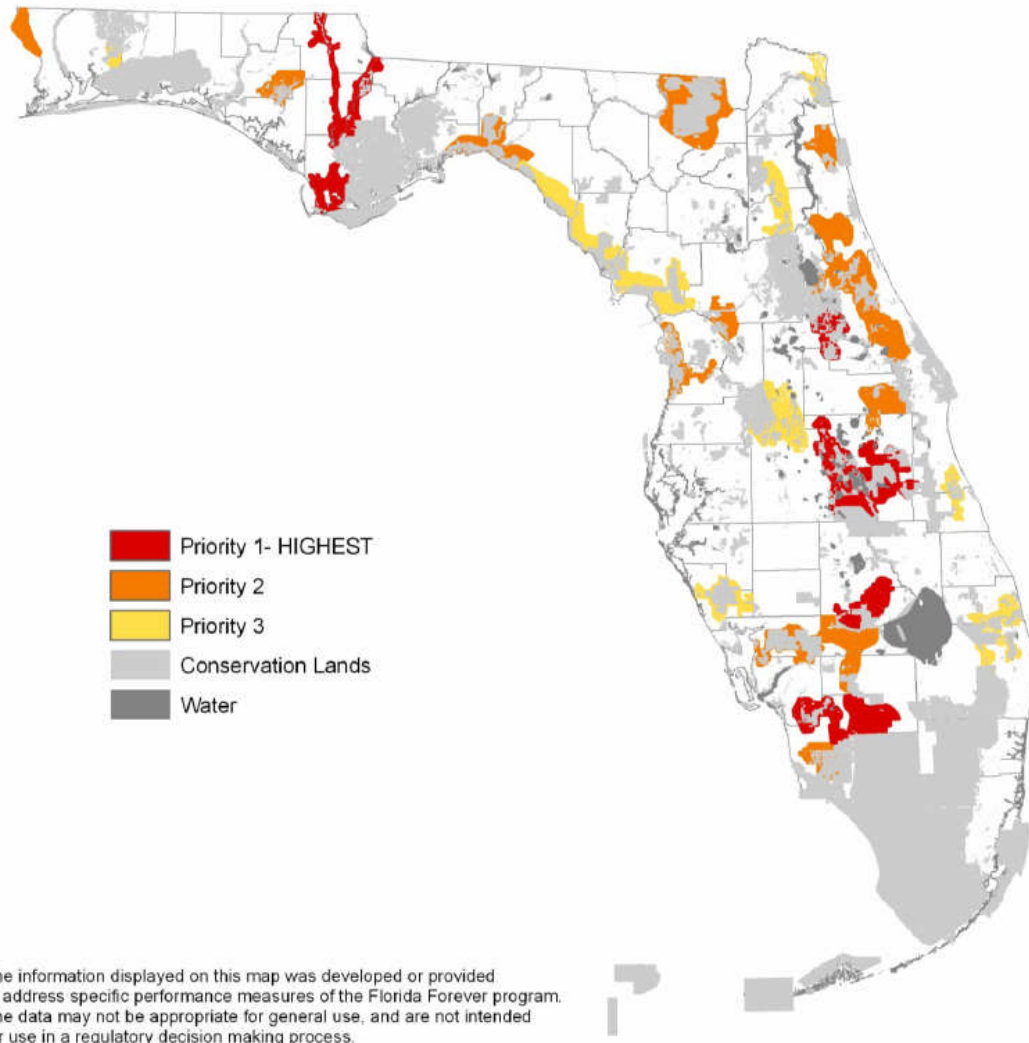 Priority 1- HIGHEST
Priority 2
Priority 3
Conservation Lands
Water
he information displayed on this map was developed or provided
address specific performance measures of the Florida Forever program.
he data may not be appropriate for general use, and are not intended
r use in a regulatory decision making process.